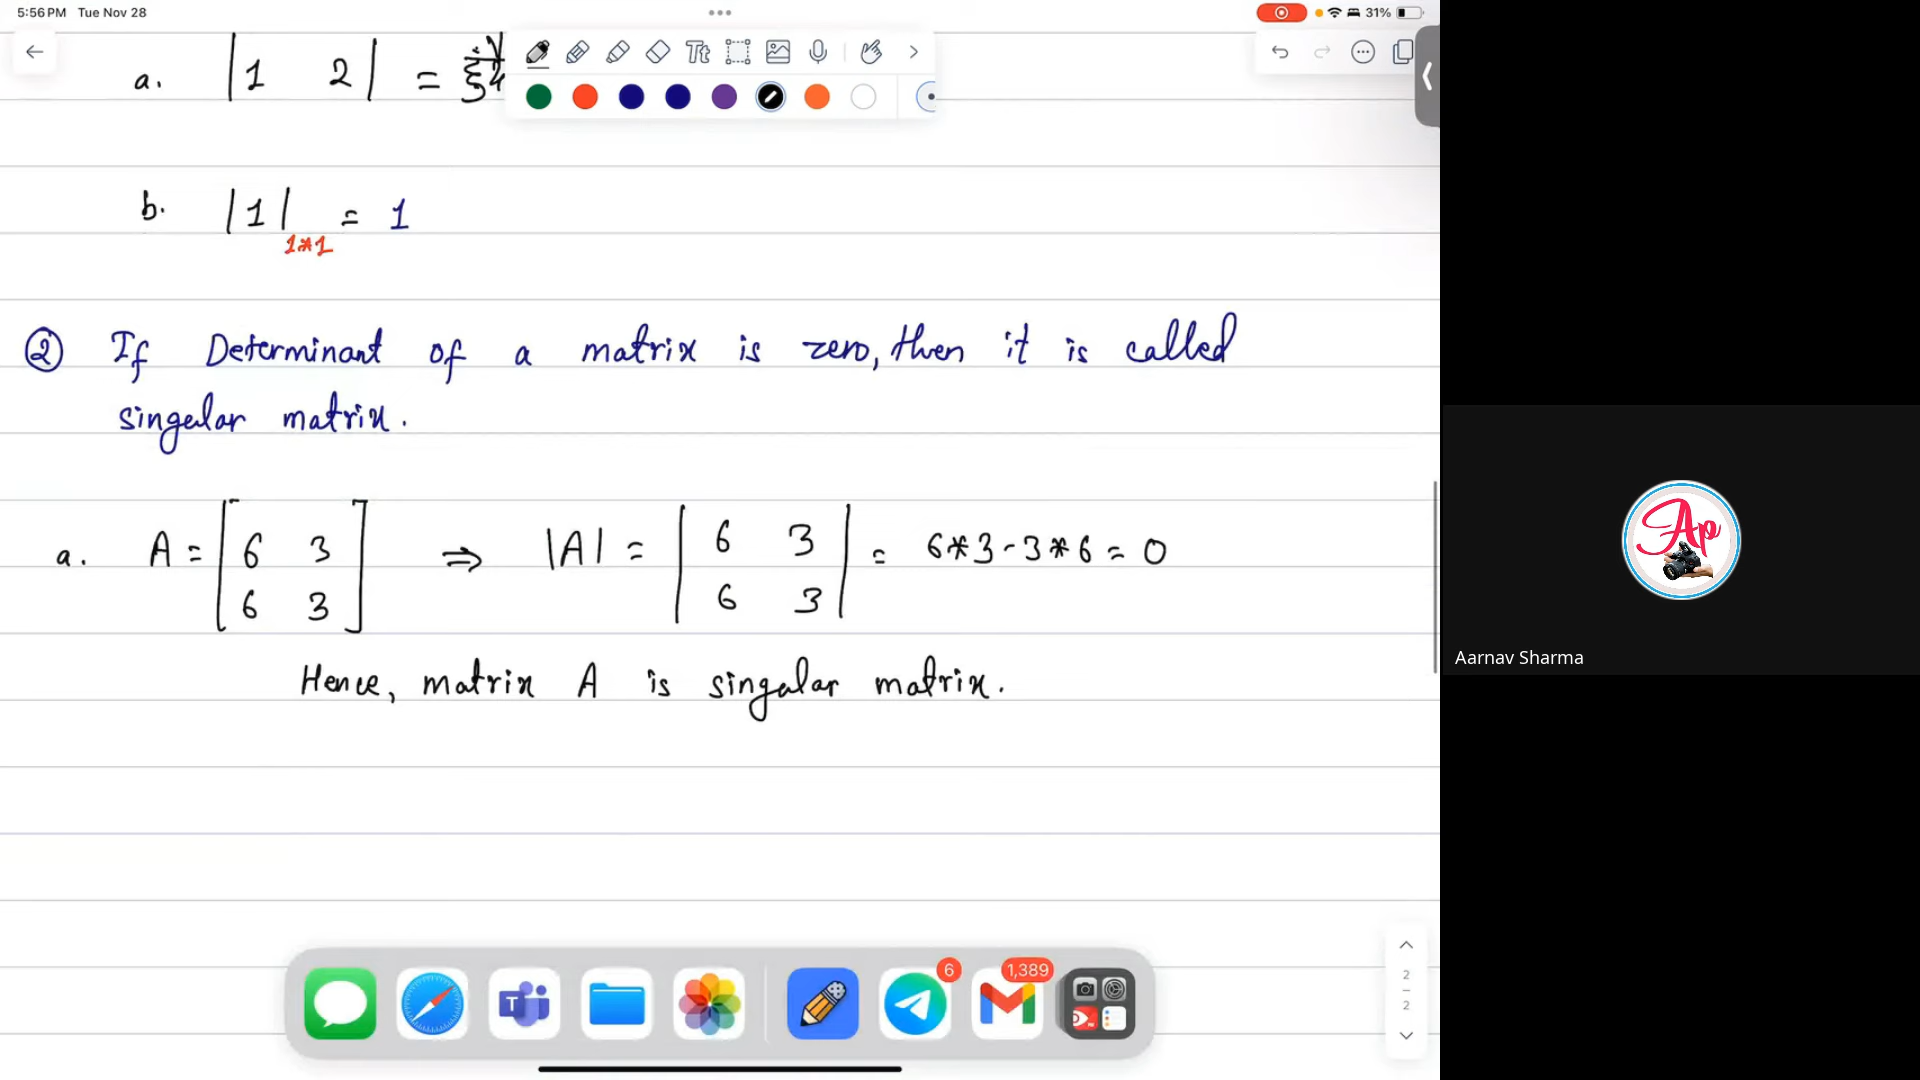 5:56 PM Tue Nov 28
31%
Tt
a. |1 2| =
b. |1| = 1
1*1
② If Determinant of a matrix is zero, then it is called
singular matrix.
a. A = [6 3 ⇒ |A| = |6 3| = 6*3-3*6 = 0
6 3] |6 3|
Hence, matrix A is singular matrix.
Ap
Aarnav Sharma
T
6
1,389
2
2